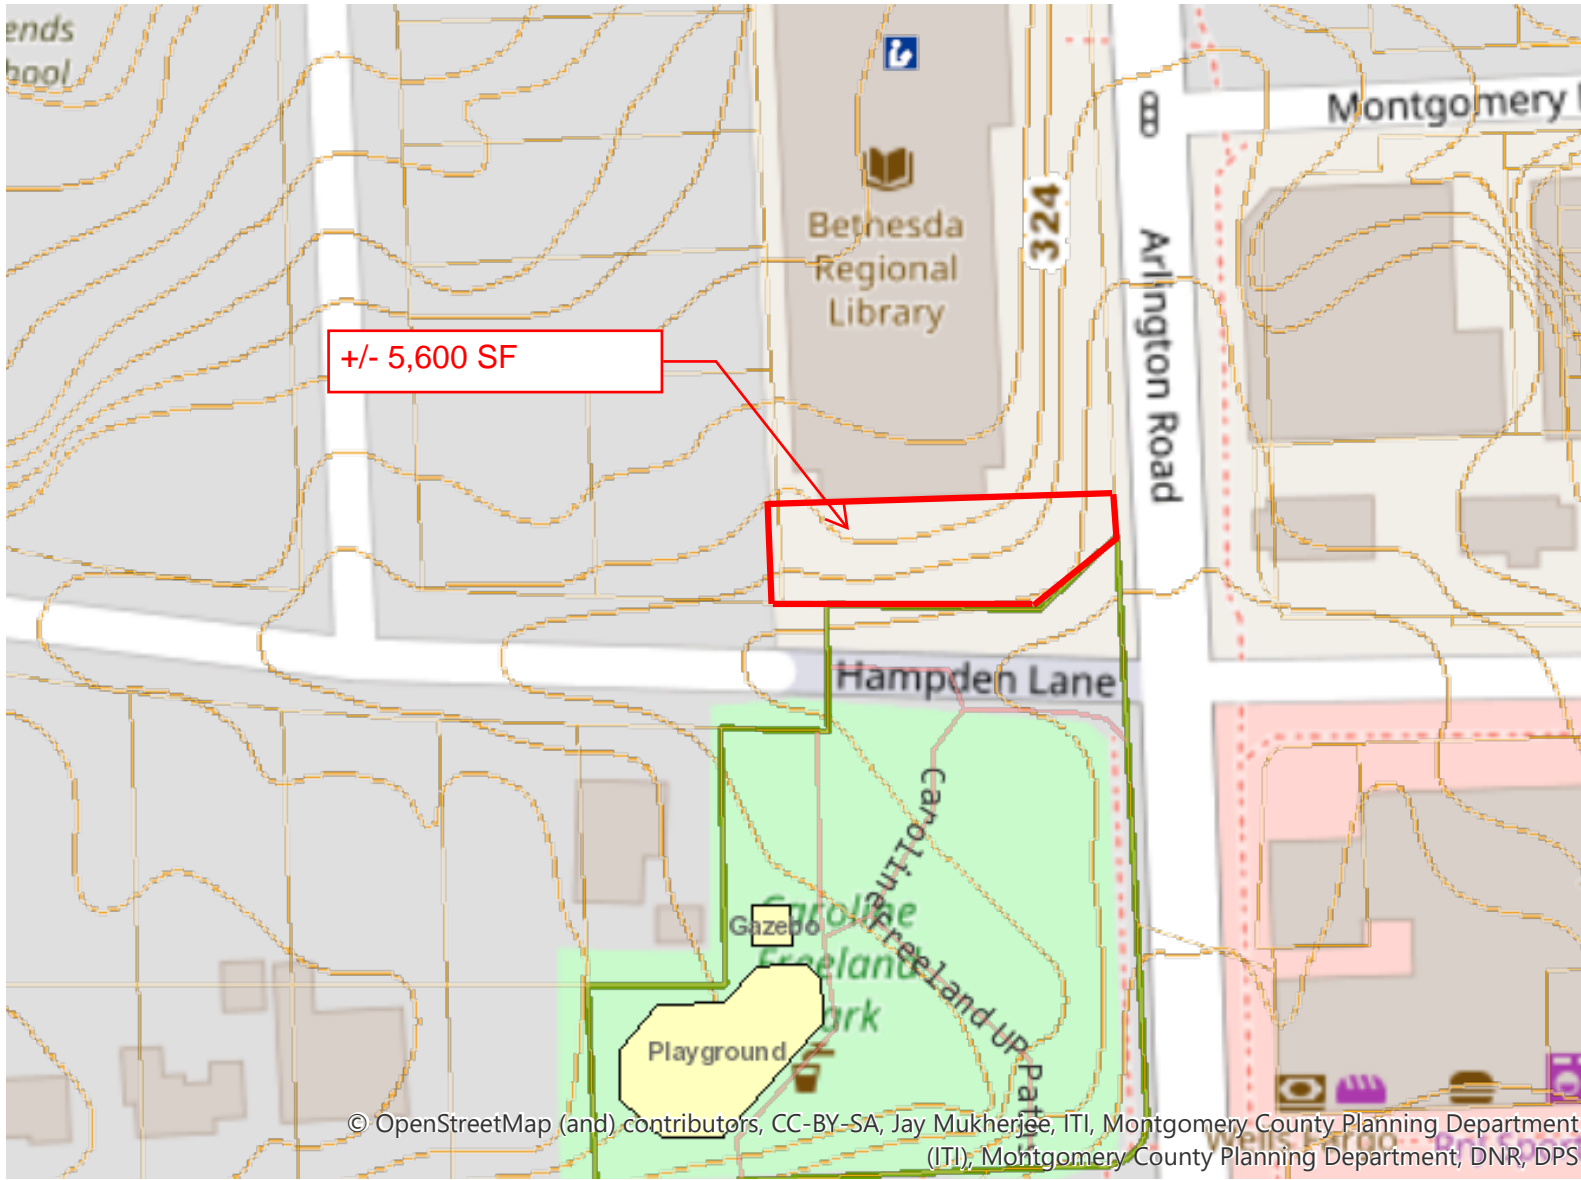 ends
hool
Montgomery
Bethesda
Regional
Library
324
Arlington Road
+/- 5,600 SF
Hampden Lane
Caroline Freeland UP Path
Caroline
Freeland
Park
Gazebo
Playground
© OpenStreetMap (and) contributors, CC-BY-SA, Jay Mukherjee, ITI, Montgomery County Planning Department
(ITI), Montgomery County Planning Department, DNR, DPS
Wells Fargo